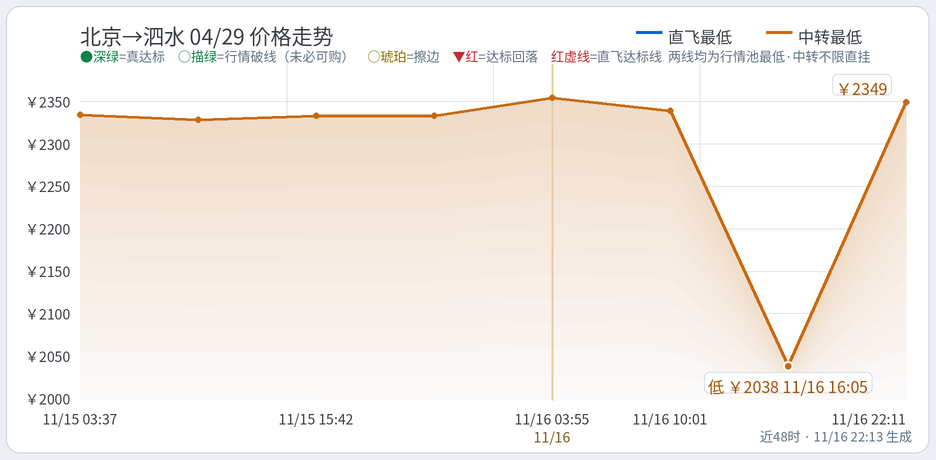 北京→泗水 04/29 价格走势
直飞最低 中转最低
●深绿=真达标 ○描绿=行情破线（未必可购） ○琥珀=擦边 ▼红=达标回落 红虚线=直飞达标线 两线均为行情池最低·中转不限直挂
￥2349
￥2350
￥2300
￥2250
￥2200
￥2150
￥2100
￥2050
￥2000
低 ￥2038 11/16 16:05
11/15 03:37 11/15 15:42 11/16 03:55 11/16 10:01 11/16 22:11
11/16
近48时 · 11/16 22:13 生成